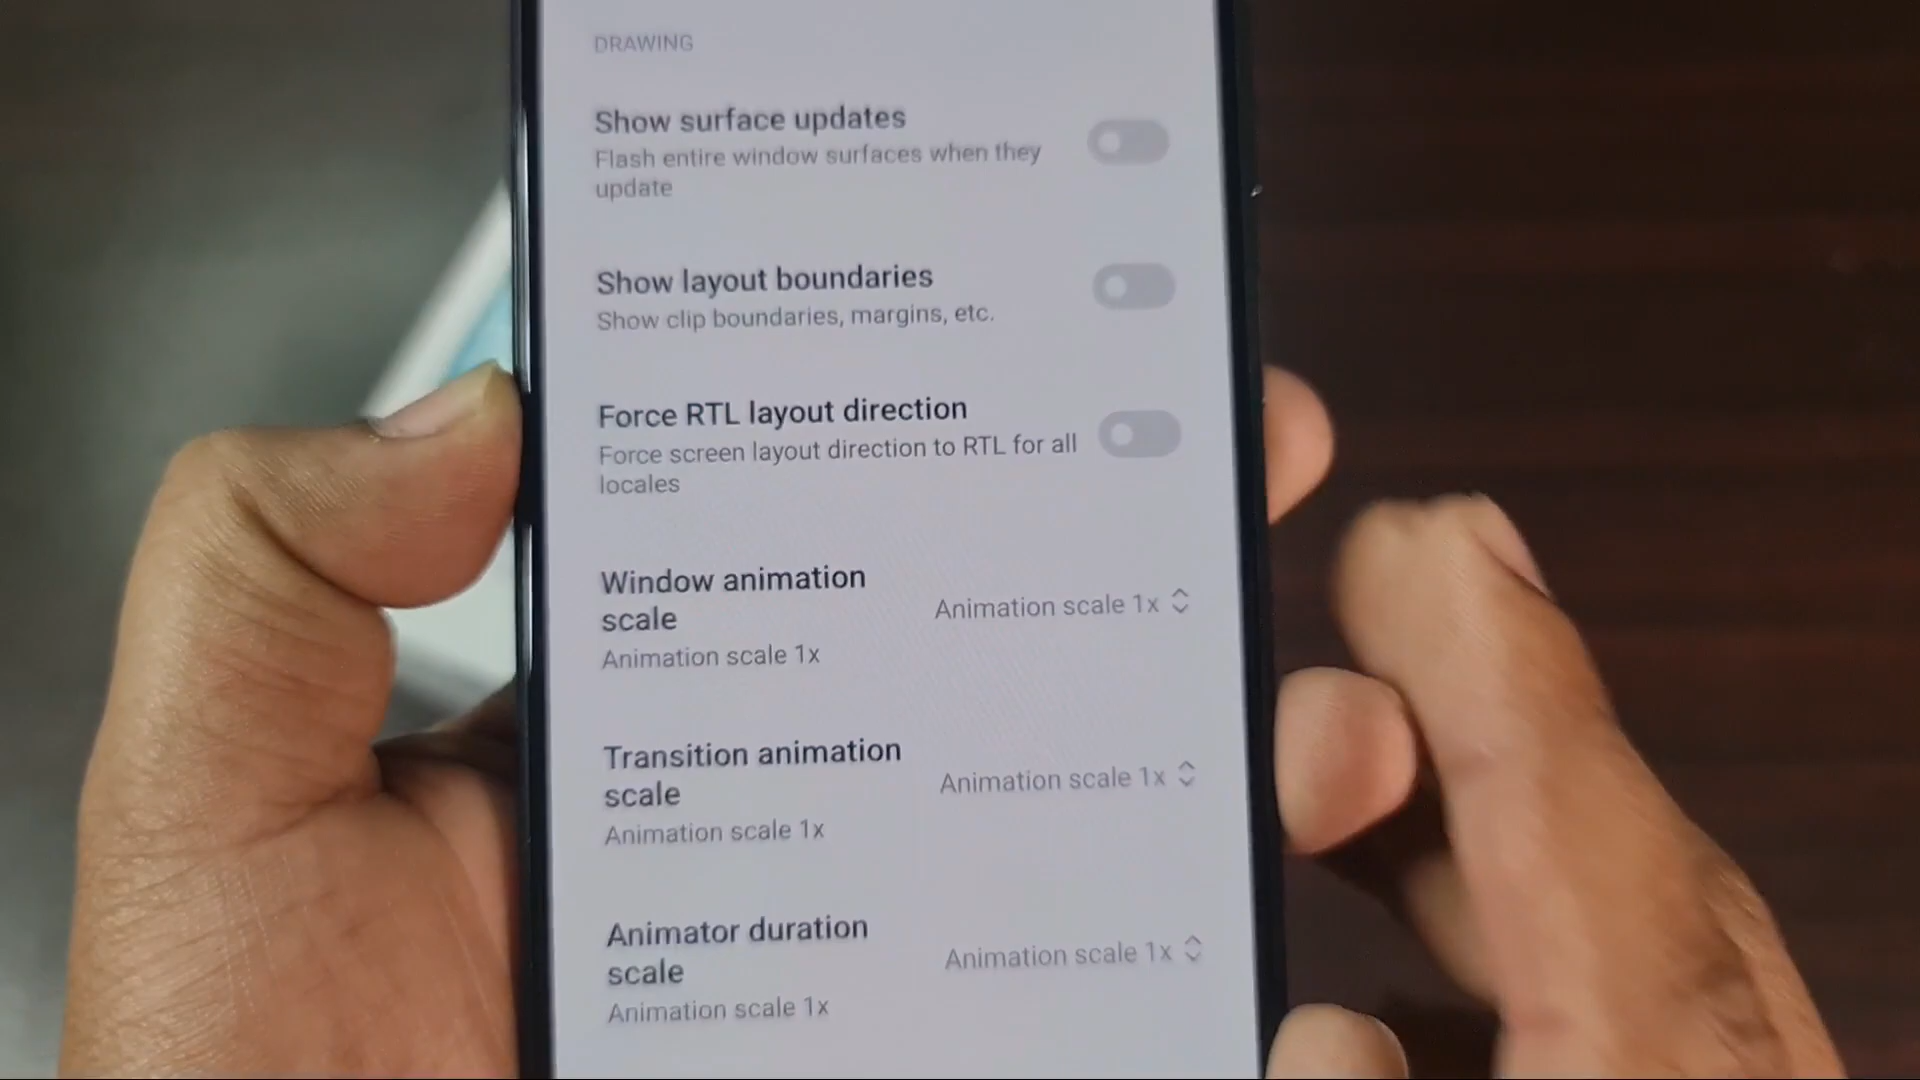 DRAWING
Show surface updates
Flash entire window surfaces when they
update
Show layout boundaries
Show clip boundaries, margins, etc.
Force RTL layout direction
Force screen layout direction to RTL for all
locales
Window animation
scale
Animation scale 1x
Animation scale 1x
Transition animation
scale
Animation scale 1x
Animation scale 1x
Animator duration
scale
Animation scale 1x
Animation scale 1x